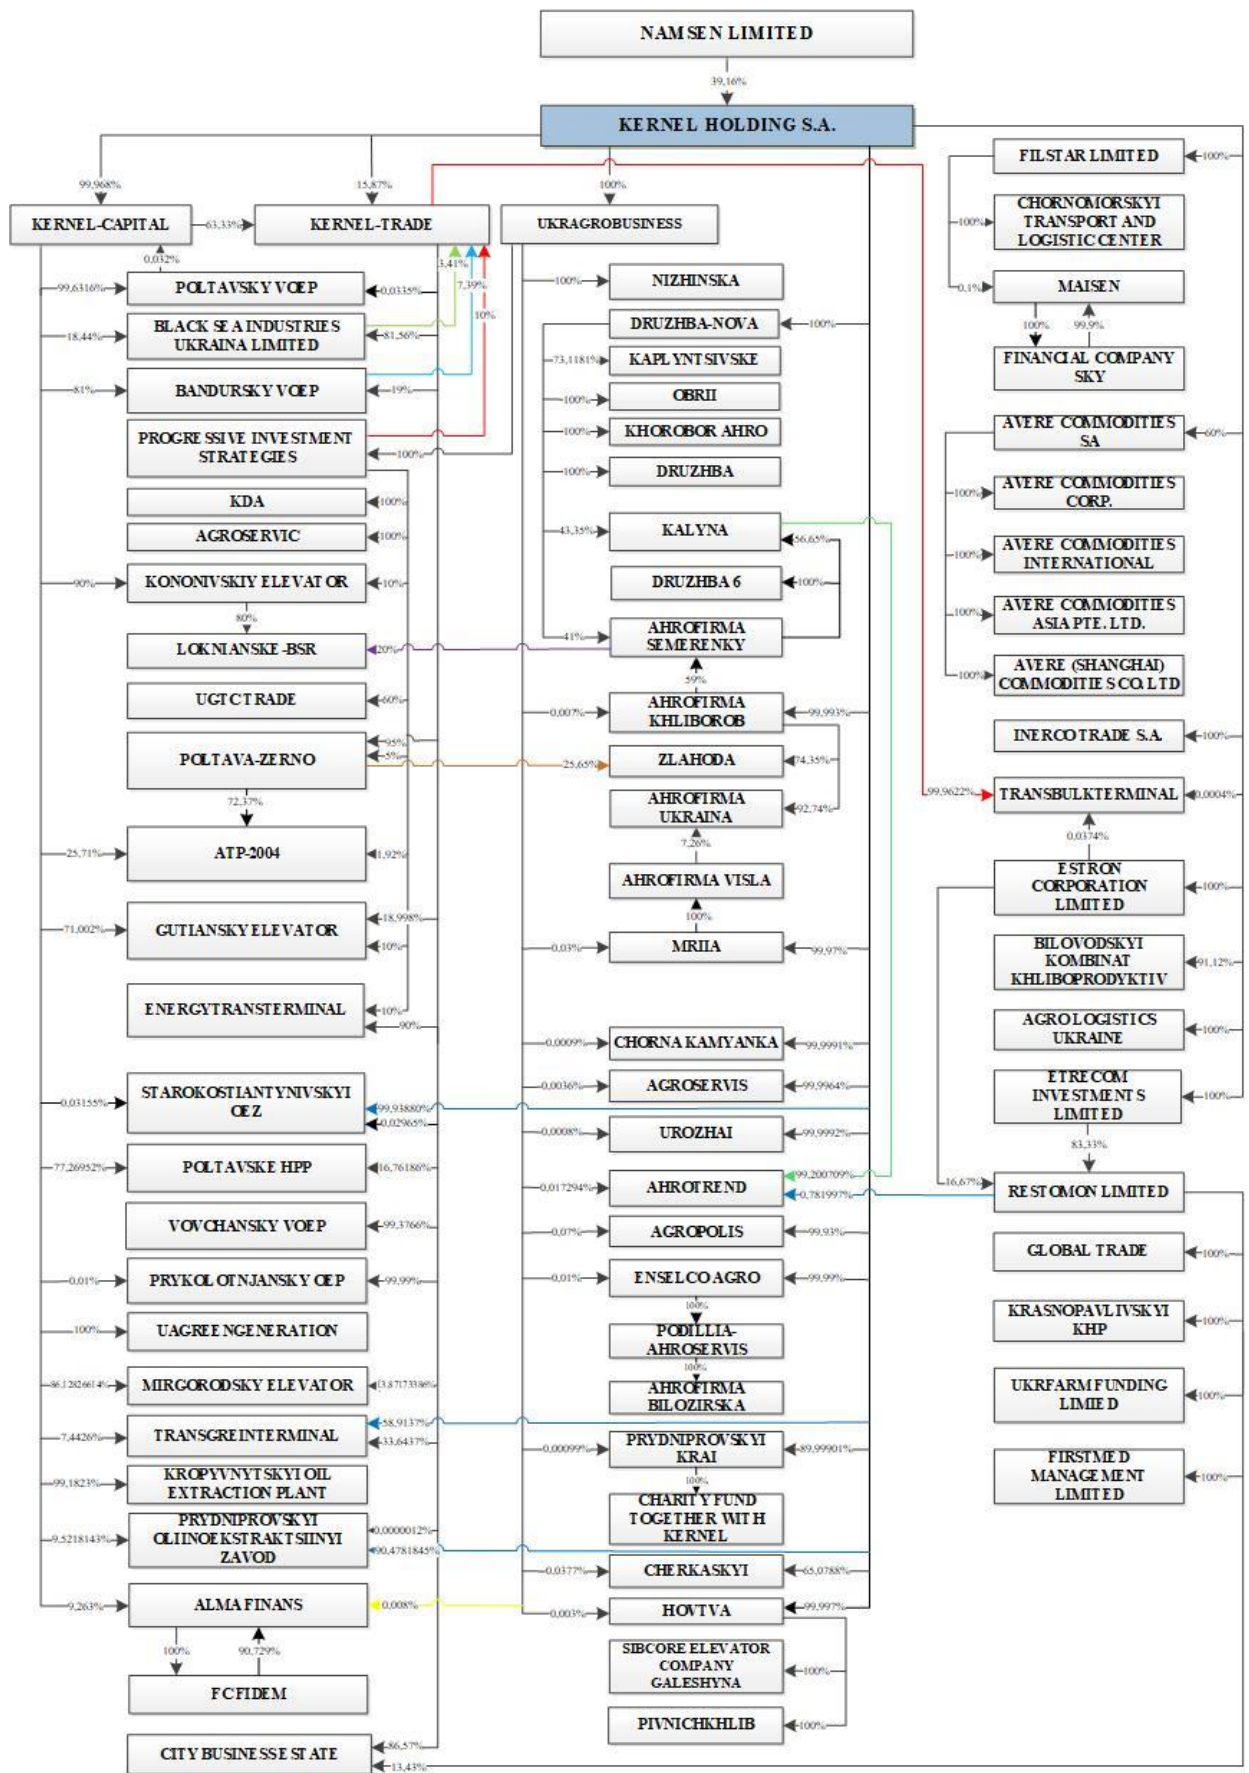 NAMSEN LIMITED
39,16%
KERNEL HOLDING S.A.
99,968%
15,87%
100%
KERNEL-CAPITAL
63,33%
KERNEL-TRADE
UKRAGROBUSINESS
0,032%
3,41%
7,39%
10%
99,6316%
POLTAVSKY VOEP
0,0335%
18,44%
BLACK SEA INDUSTRIES
UKRAINA LIMITED
81,56%
81%
BANDURSKY VOEP
19%
PROGRESSIVE INVESTMENT
STRATEGIES
100%
KDA
100%
AGROSERVIC
100%
90%
KONONIVSKIY ELEVATOR
10%
80%
LOKNIANSKE-BSR
20%
UGTC TRADE
60%
POLTAVA-ZERNO
95%
5%
25,65%
72,37%
25,71%
ATP-2004
1,92%
71,002%
GUTIANSKY ELEVATOR
18,998%
10%
ENERGYTRANSTERMINAL
10%
90%
0,03155%
STAROKOSTIANTYNIVSKYI
OEZ
99,93880%
0,02965%
77,26952%
POLTAVSKE HPP
16,76186%
VOVCHANSKY VOEP
99,3766%
0,01%
PRYKOLOTNJANSKY OEP
99,99%
100%
UAGREENGENERATION
86,12826614%
MIRGORODSKY ELEVATOR
13,87173386%
7,4426%
TRANSGREINTERMINAL
58,9137%
33,6437%
99,1823%
KROPYVNYTSKYI OIL
EXTRACTION PLANT
9,5218143%
PRYDNIPROVSKYI
OLIINOEKSTRAKTSIINYI
ZAVOD
0,0000012%
90,4781845%
9,263%
ALMA FINANS
0,008%
100%
90,729%
FC FIDEM
CITY BUSINESS ESTATE
86,57%
13,43%
100%
NIZHINSKA
DRUZHBA-NOVA
100%
73,1181%
KAPLYNTSIVSKE
100%
OBRII
100%
KHOROBOR AHRO
100%
DRUZHBA
43,35%
KALYNA
56,65%
DRUZHBA 6
100%
41%
AHROFIRMA
SEMERENKY
59%
0,007%
AHROFIRMA
KHLIBOROB
99,993%
ZLAHODA
74,35%
AHROFIRMA
UKRAINA
92,74%
7,26%
AHROFIRMA VISLA
100%
0,03%
MRIIA
99,97%
0,0009%
CHORNA KAMYANKA
99,9991%
0,0036%
AGROSERVIS
99,9964%
0,0008%
UROZHAI
99,9992%
0,017294%
AHROTREND
99,200709%
0,781997%
0,07%
AGROPOLIS
99,93%
0,01%
ENSELCO AGRO
99,99%
100%
PODILLIA-
AHROSERVIS
100%
AHROFIRMA
BILOZIRSKA
0,00099%
PRYDNIPROVSKYI
KRAI
89,99901%
100%
CHARITY FUND
TOGETHER WITH
KERNEL
0,0377%
CHERKASKYI
65,0788%
0,003%
HOVTVA
99,997%
SIBCORE ELEVATOR
COMPANY
GALESHYNA
100%
PIVNICHKHLIB
100%
FILSTAR LIMITED
100%
100%
CHORNOMORSKYI
TRANSPORT AND
LOGISTIC CENTER
0,1%
MAISEN
100%
99,9%
FINANCIAL COMPANY
SKY
AVERE COMMODITIES
SA
60%
100%
AVERE COMMODITIES
CORP.
100%
AVERE COMMODITIES
INTERNATIONAL
100%
AVERE COMMODITIES
ASIA PTE. LTD.
100%
AVERE (SHANGHAI)
COMMODITIES CO. LTD
INERCO TRADE S.A.
100%
99,9622%
TRANSBULKTERMINAL
0,0004%
0,0374%
ESTRON
CORPORATION
LIMITED
100%
BILOVODSKYI
KOMBINAT
KHLIBOPRODYKTIV
91,12%
AGRO LOGISTICS
UKRAINE
100%
ETRECOM
INVESTMENTS
LIMITED
100%
83,33%
16,67%
RESTOMON LIMITED
GLOBAL TRADE
100%
KRASNOPAVLIVSKYI
KHP
100%
UKRFARM FUNDING
LIMIED
100%
FIRSTMED
MANAGEMENT
LIMITED
100%